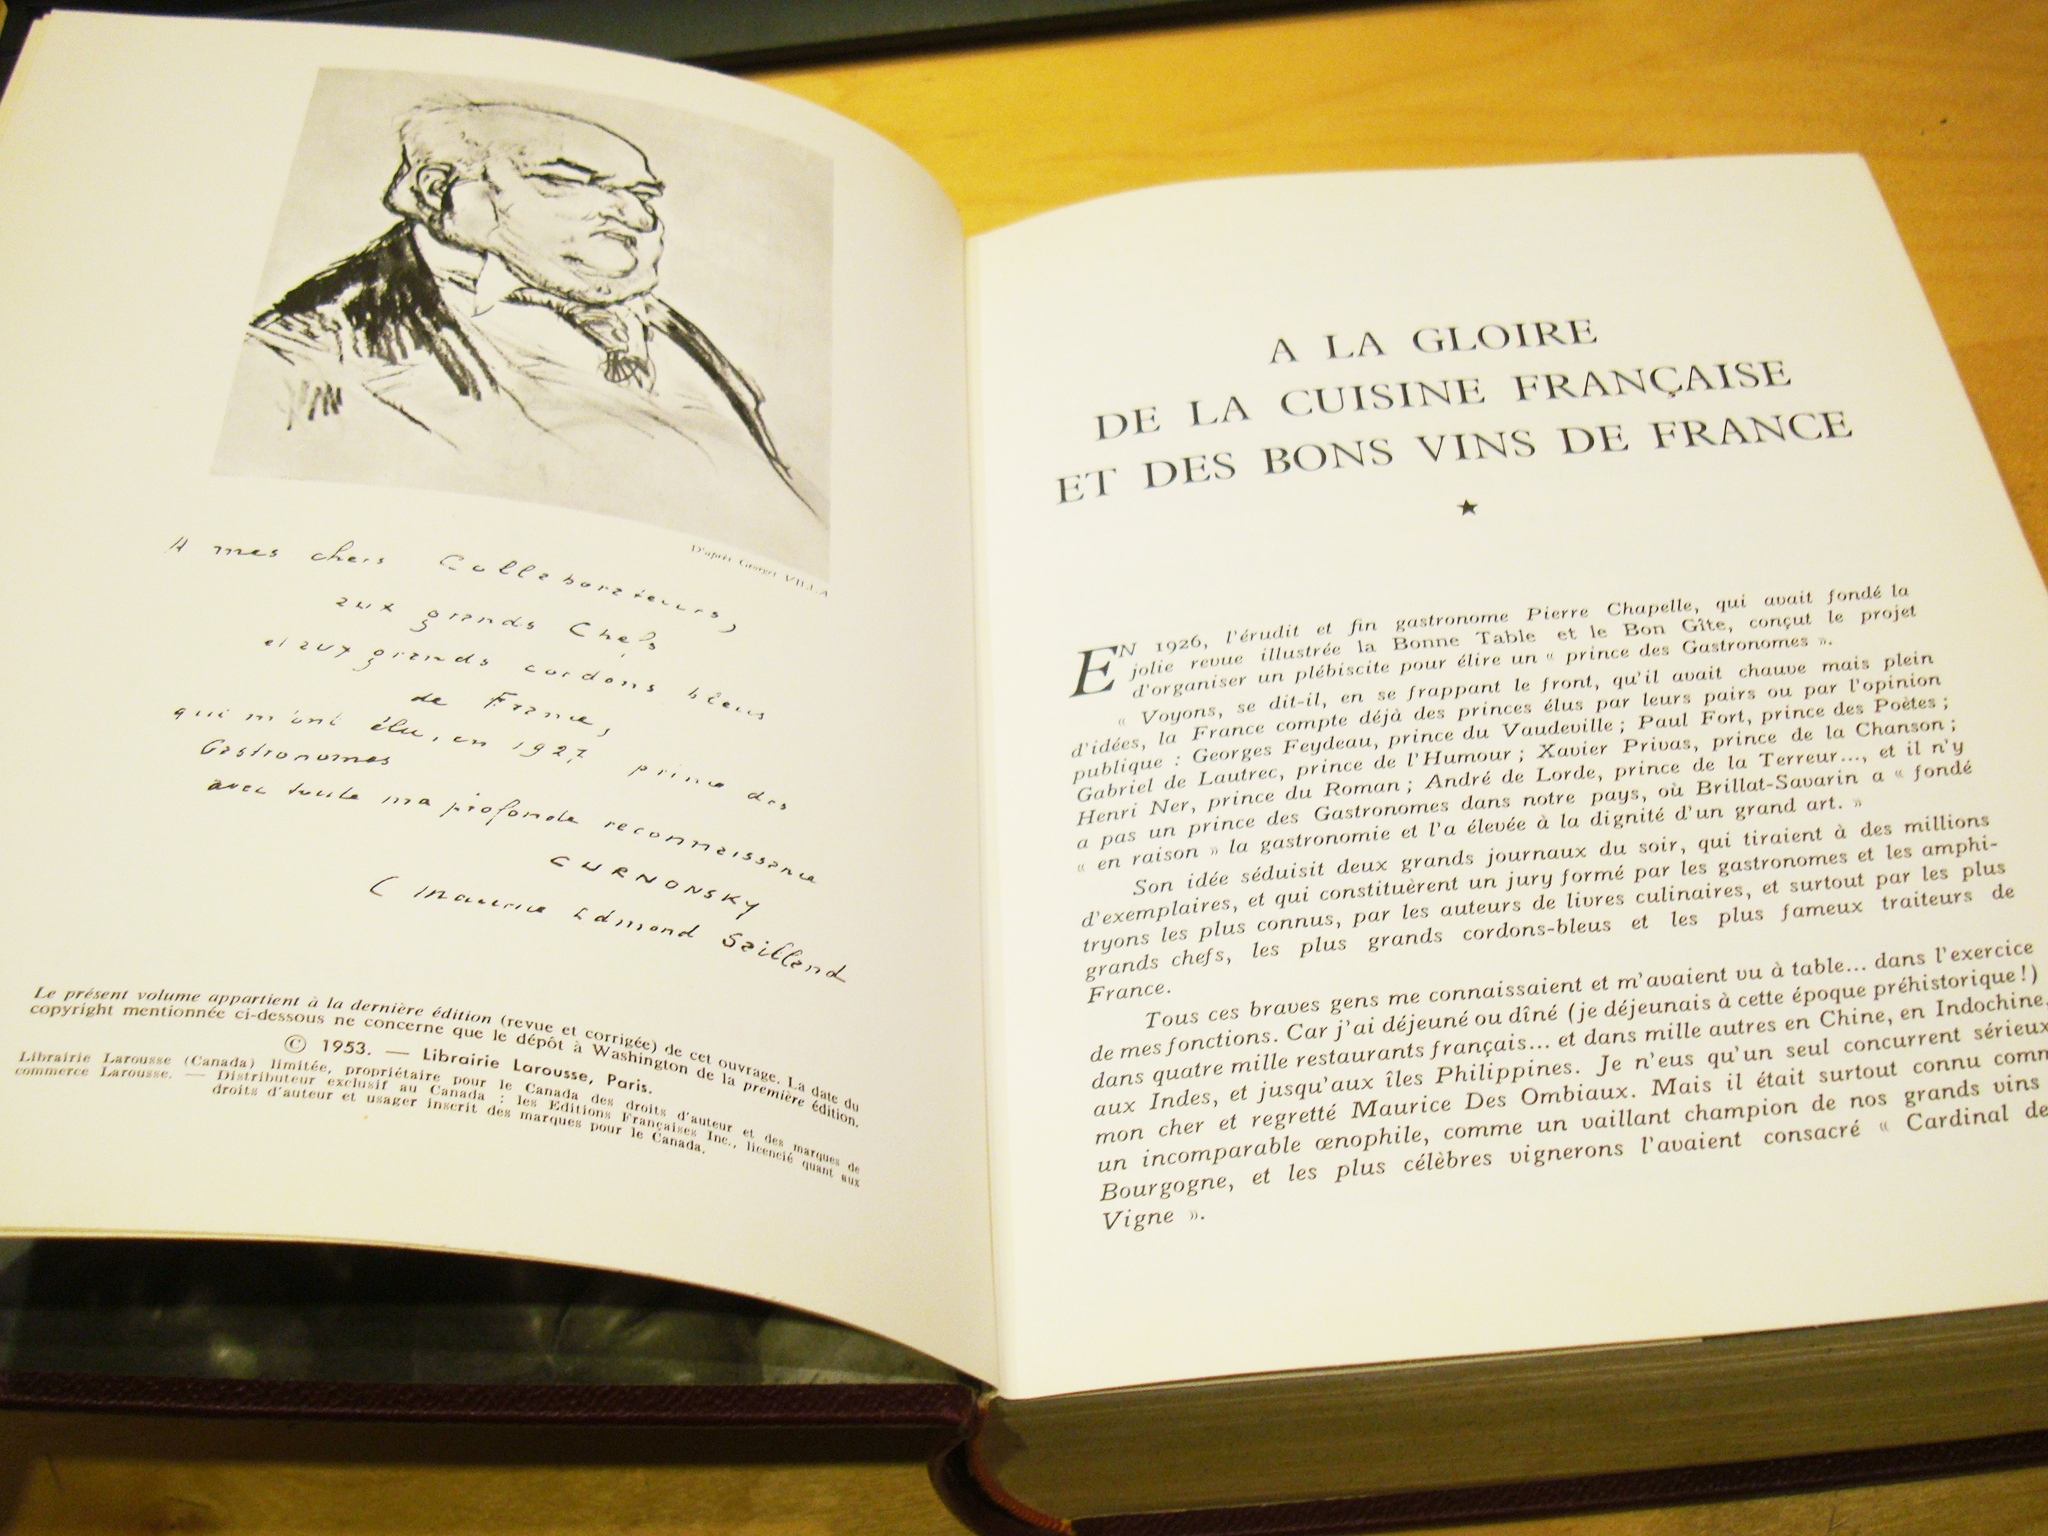 D'après Georges VILLA
A mes chers Collaborateurs,
aux grands Chefs
et aux grands cordons bleus
de France,
qui m'ont élu, en 1927, prince des
Gastronomes
avec toute ma profonde reconnaissance
CURNONSKY
( Maurice Edmond Sailland
Le présent volume appartient à la dernière édition (revue et corrigée) de cet ouvrage. La date du
copyright mentionnée ci-dessous ne concerne que le dépôt à Washington de la première édition.
© 1953. — Librairie Larousse, Paris.
Librairie Larousse (Canada) limitée, propriétaire pour le Canada des droits d'auteur et des marques de
commerce Larousse. — Distributeur exclusif au Canada : les Editions Françaises Inc., licencié quant aux
droits d'auteur et usager inscrit des marques pour le Canada.
A LA GLOIRE
DE LA CUISINE FRANÇAISE
ET DES BONS VINS DE FRANCE
★
EN 1926, l'érudit et fin gastronome Pierre Chapelle, qui avait fondé la
jolie revue illustrée la Bonne Table et le Bon Gîte, conçut le projet
d'organiser un plébiscite pour élire un « prince des Gastronomes ».
« Voyons, se dit-il, en se frappant le front, qu'il avait chauve mais plein
d'idées, la France compte déjà des princes élus par leurs pairs ou par l'opinion
publique : Georges Feydeau, prince du Vaudeville ; Paul Fort, prince des Poètes ;
Gabriel de Lautrec, prince de l'Humour ; Xavier Privas, prince de la Chanson ;
Henri Ner, prince du Roman ; André de Lorde, prince de la Terreur..., et il n'y
a pas un prince des Gastronomes dans notre pays, où Brillat-Savarin a « fondé
« en raison » la gastronomie et l'a élevée à la dignité d'un grand art. »
Son idée séduisit deux grands journaux du soir, qui tiraient à des millions
d'exemplaires, et qui constituèrent un jury formé par les gastronomes et les amphi-
tryons les plus connus, par les auteurs de livres culinaires, et surtout par les plus
grands chefs, les plus grands cordons-bleus et les plus fameux traiteurs de
France.
Tous ces braves gens me connaissaient et m'avaient vu à table... dans l'exercice
de mes fonctions. Car j'ai déjeuné ou dîné (je déjeunais à cette époque préhistorique !)
dans quatre mille restaurants français... et dans mille autres en Chine, en Indochine,
aux Indes, et jusqu'aux îles Philippines. Je n'eus qu'un seul concurrent sérieux
mon cher et regretté Maurice Des Ombiaux. Mais il était surtout connu comm
un incomparable œnophile, comme un vaillant champion de nos grands vins
Bourgogne, et les plus célèbres vignerons l'avaient consacré « Cardinal de
Vigne ».